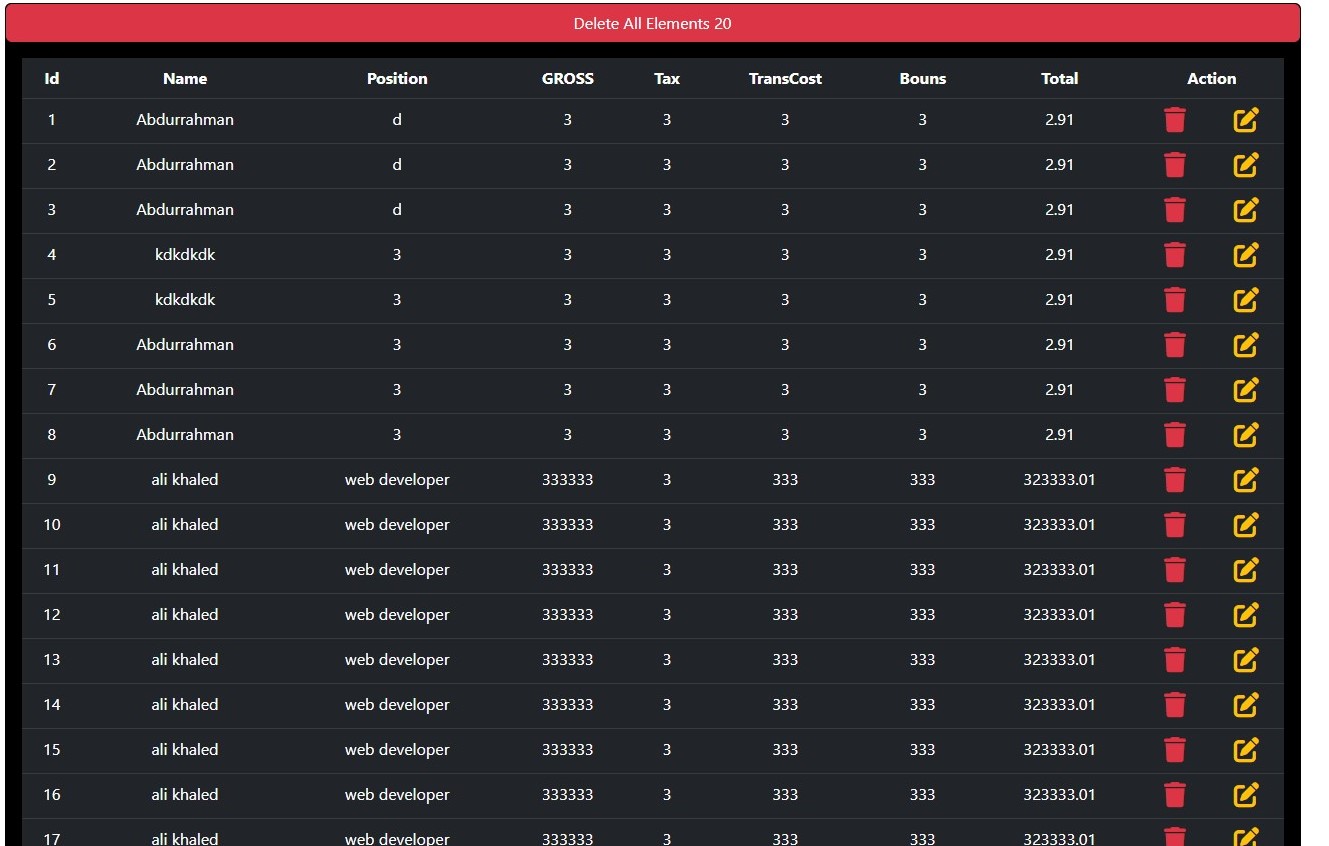 Delete All Elements 20
Id Name Position GROSS Tax TransCost Bouns Total Action
1 Abdurrahman d 3 3 3 3 2.91
2 Abdurrahman d 3 3 3 3 2.91
3 Abdurrahman d 3 3 3 3 2.91
4 kdkdkdk 3 3 3 3 3 2.91
5 kdkdkdk 3 3 3 3 3 2.91
6 Abdurrahman 3 3 3 3 3 2.91
7 Abdurrahman 3 3 3 3 3 2.91
8 Abdurrahman 3 3 3 3 3 2.91
9 ali khaled web developer 333333 3 333 333 323333.01
10 ali khaled web developer 333333 3 333 333 323333.01
11 ali khaled web developer 333333 3 333 333 323333.01
12 ali khaled web developer 333333 3 333 333 323333.01
13 ali khaled web developer 333333 3 333 333 323333.01
14 ali khaled web developer 333333 3 333 333 323333.01
15 ali khaled web developer 333333 3 333 333 323333.01
16 ali khaled web developer 333333 3 333 333 323333.01
17 ali khaled web developer 333333 3 333 333 323333.01